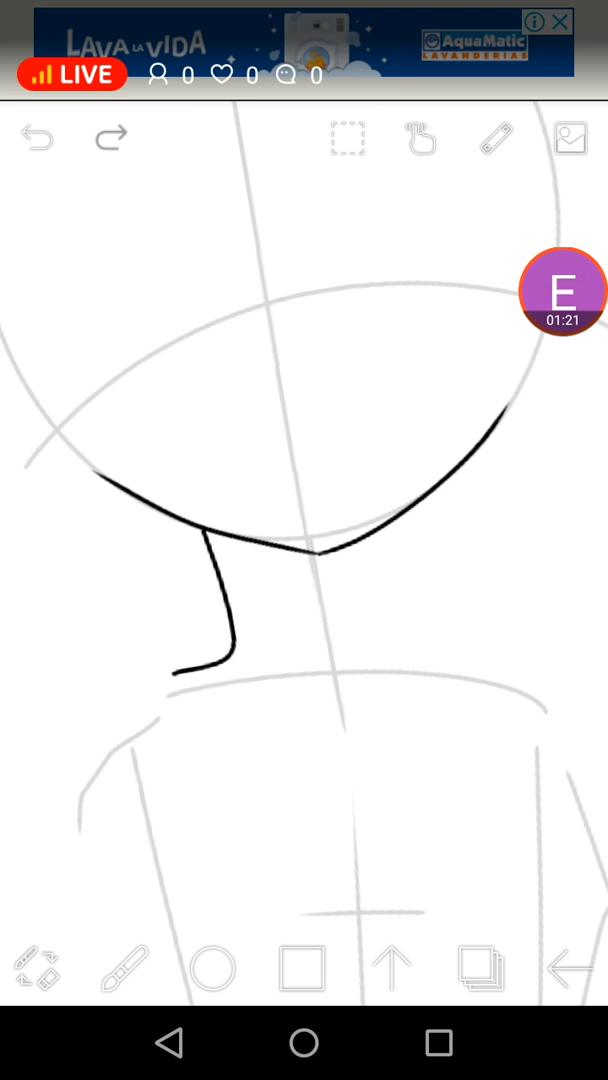 LAVA LA VIDA
AquaMatic
LAVANDERIAS
LIVE 0 0 0
E
01:21